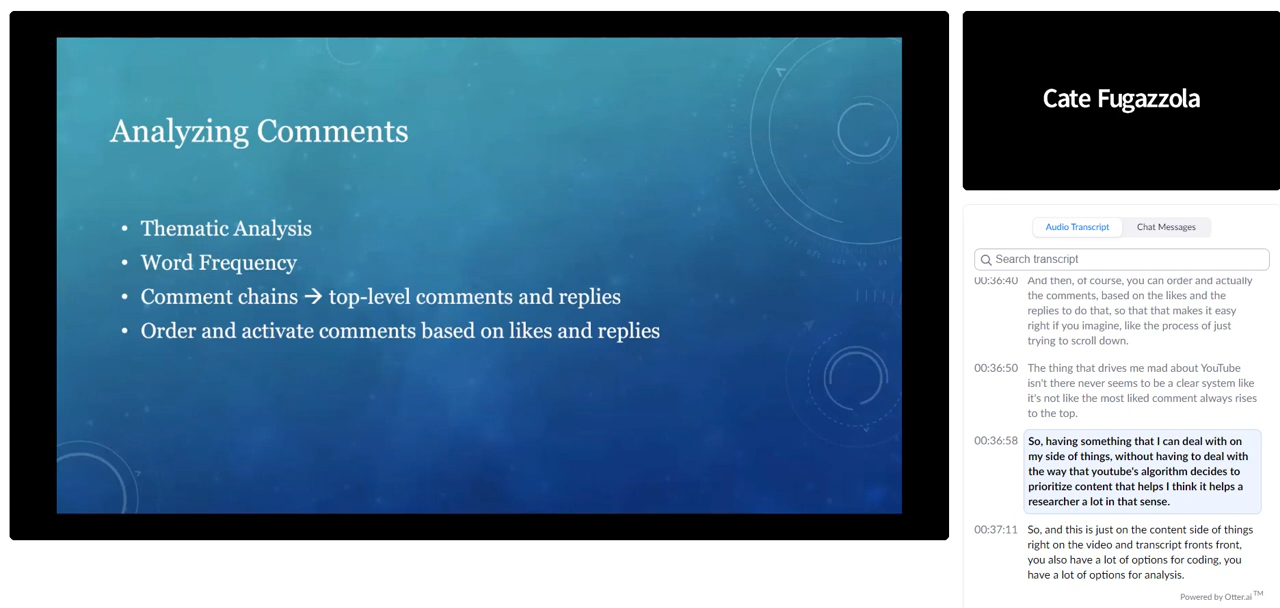 Analyzing Comments
• Thematic Analysis
• Word Frequency
• Comment chains → top-level comments and replies
• Order and activate comments based on likes and replies
Cate Fugazzola
Audio Transcript
Chat Messages
Search transcript
00:36:40
And then, of course, you can order and actually
the comments, based on the likes and the
replies to do that, so that that makes it easy
right if you imagine, like the process of just
trying to scroll down.
00:36:50
The thing that drives me mad about YouTube
isn't there never seems to be a clear system like
it's not like the most liked comment always rises
to the top.
00:36:58
So, having something that I can deal with on
my side of things, without having to deal with
the way that youtube's algorithm decides to
prioritize content that helps I think it helps a
researcher a lot in that sense.
00:37:11
So, and this is just on the content side of things
right on the video and transcript fronts front,
you also have a lot of options for coding, you
have a lot of options for analysis.
Powered by Otter.ai TM